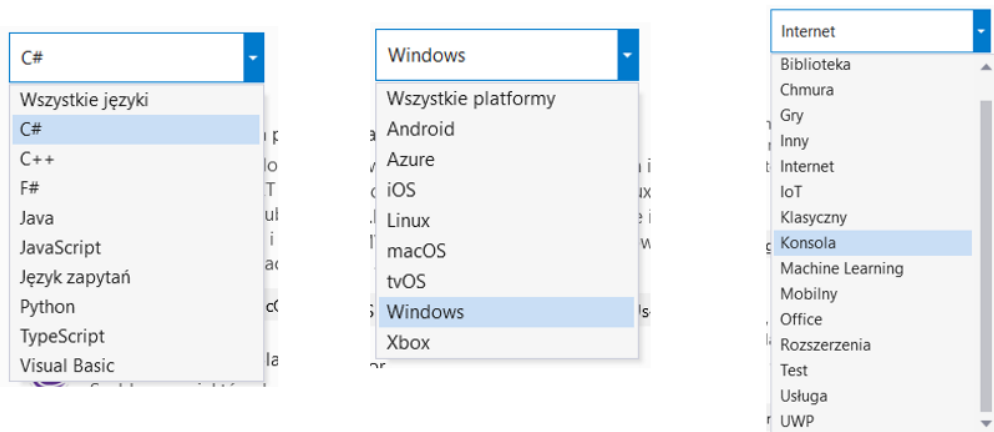 C#
Wszystkie języki
C#
C++
F#
Java
JavaScript
Język zapytań
Python
TypeScript
Visual Basic
Windows
Wszystkie platformy
Android
Azure
iOS
Linux
macOS
tvOS
Windows
Xbox
Internet
Biblioteka
Chmura
Gry
Inny
Internet
IoT
Klasyczny
Konsola
Machine Learning
Mobilny
Office
Rozszerzenia
Test
Usługa
UWP